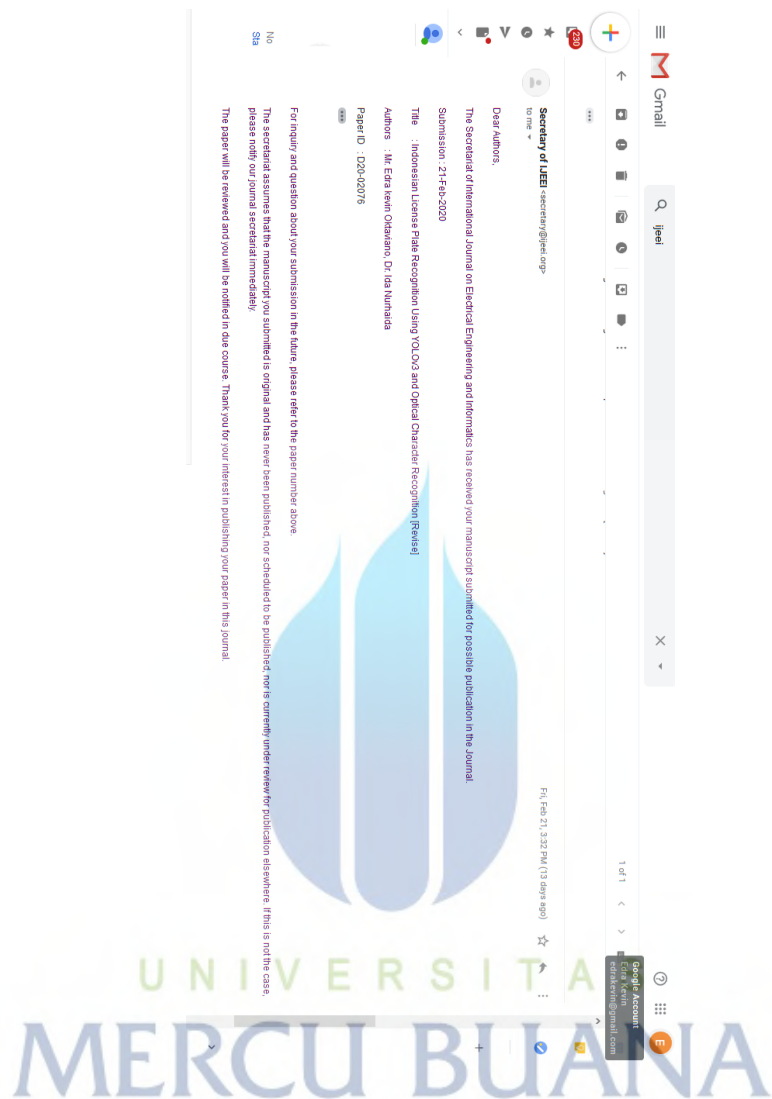 Gmail
ijeei
1 of 1
Google Account
Edra Kevin
edrakevin@gmail.com
230
Secretary of IJEEI <secretary@ijeei.org>
Fri, Feb 21, 3:32 PM (13 days ago)
to me
Dear Authors,
The Secretariat of International Journal on Electrical Engineering and Informatics has received your manuscript submitted for possible publication in the Journal.
Submission : 21-Feb-2020
Title : Indonesian License Plate Recognition Using YOLOv3 and Optical Character Recognition [Revise]
Authors : Mr. Edra kevin Oktaviano, Dr. Ida Nurhaida
Paper ID : D20-02076
For inquiry and question about your submission in the future, please refer to the paper number above.
The secretariat assumes that the manuscript you submitted is original and has never been published, nor scheduled to be published, nor is currently under review for publication elsewhere. If this is not the case,
please notify our journal secretariat immediately.
The paper will be reviewed and you will be notified in due course. Thank you for your interest in publishing your paper in this journal.
No
Sta
E
UNIVERSITA
MERCU BUANA